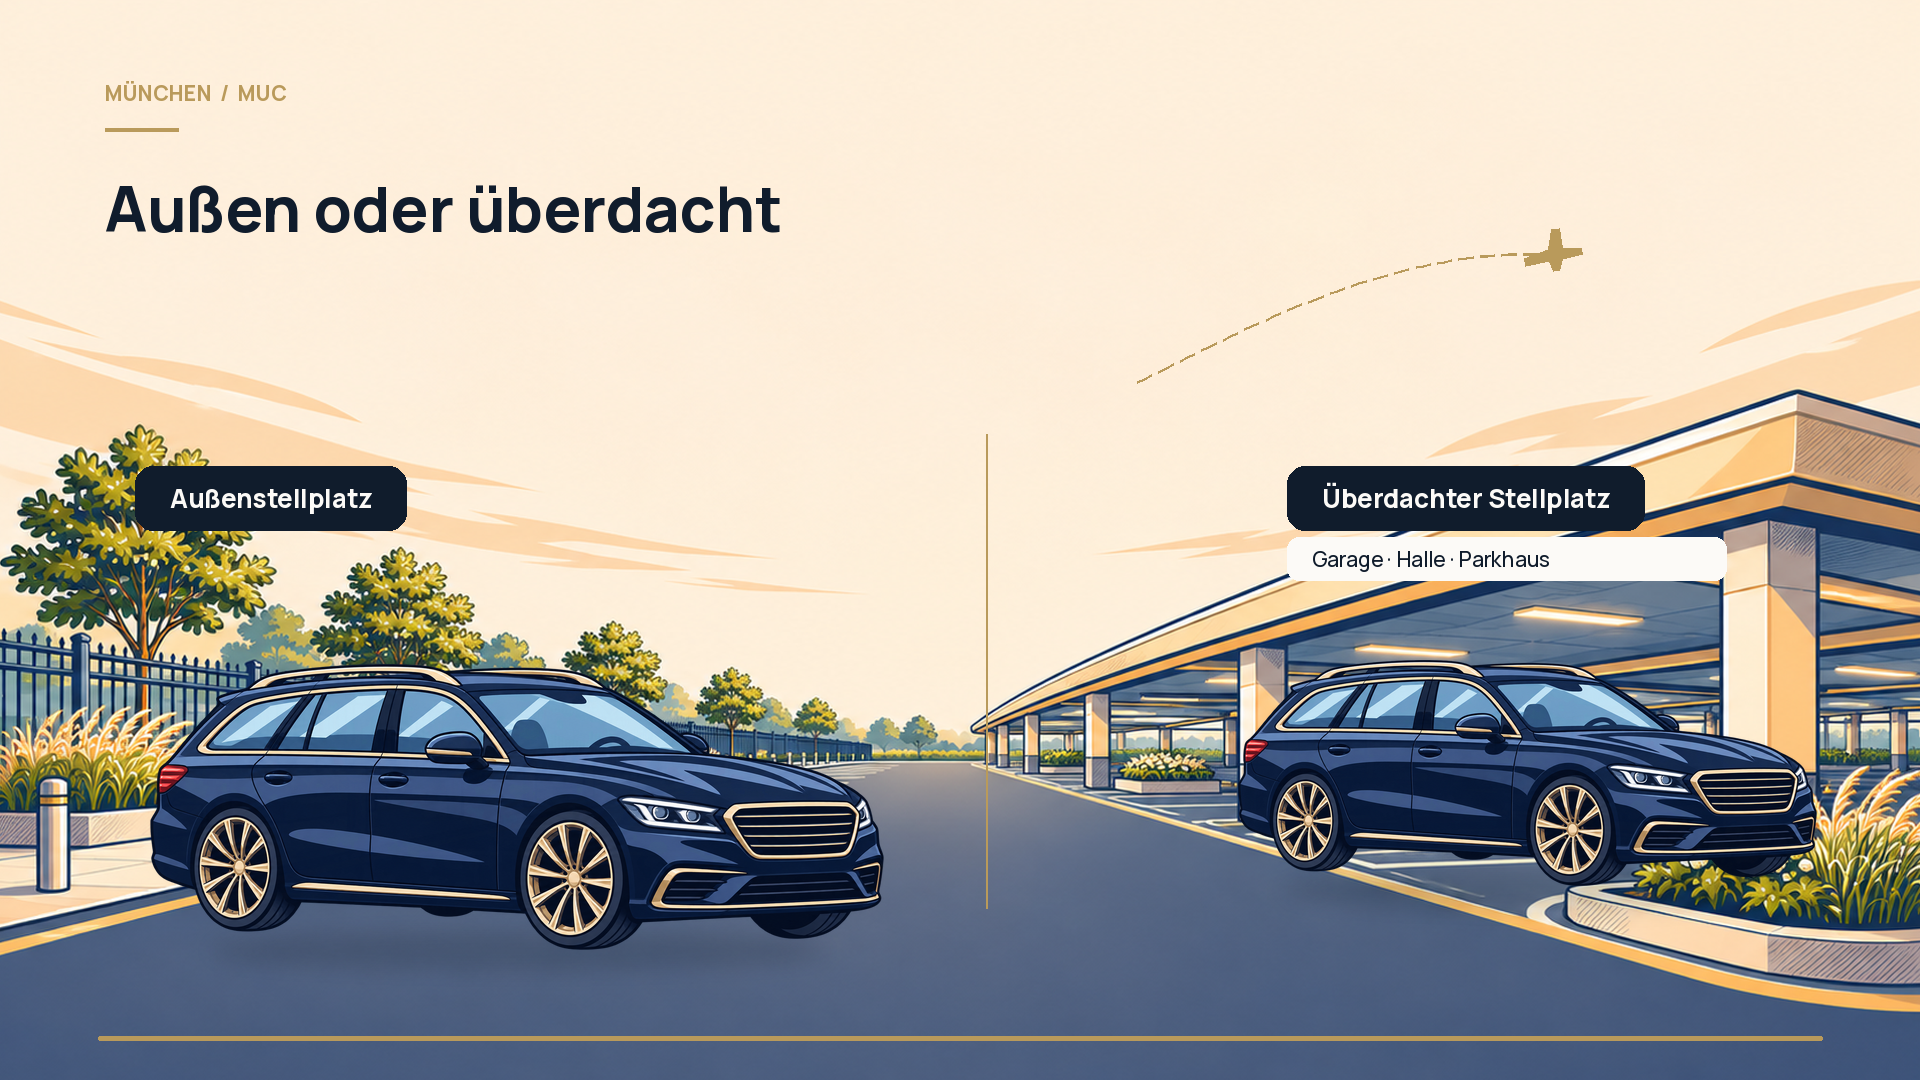 MÜNCHEN / MUC
Außen oder überdacht
Außenstellplatz
Überdachter Stellplatz
Garage · Halle · Parkhaus